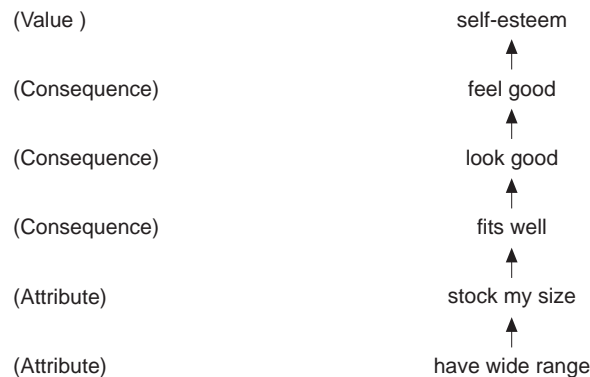 (Value ) self-esteem
(Consequence) feel good
(Consequence) look good
(Consequence) fits well
(Attribute) stock my size
(Attribute) have wide range